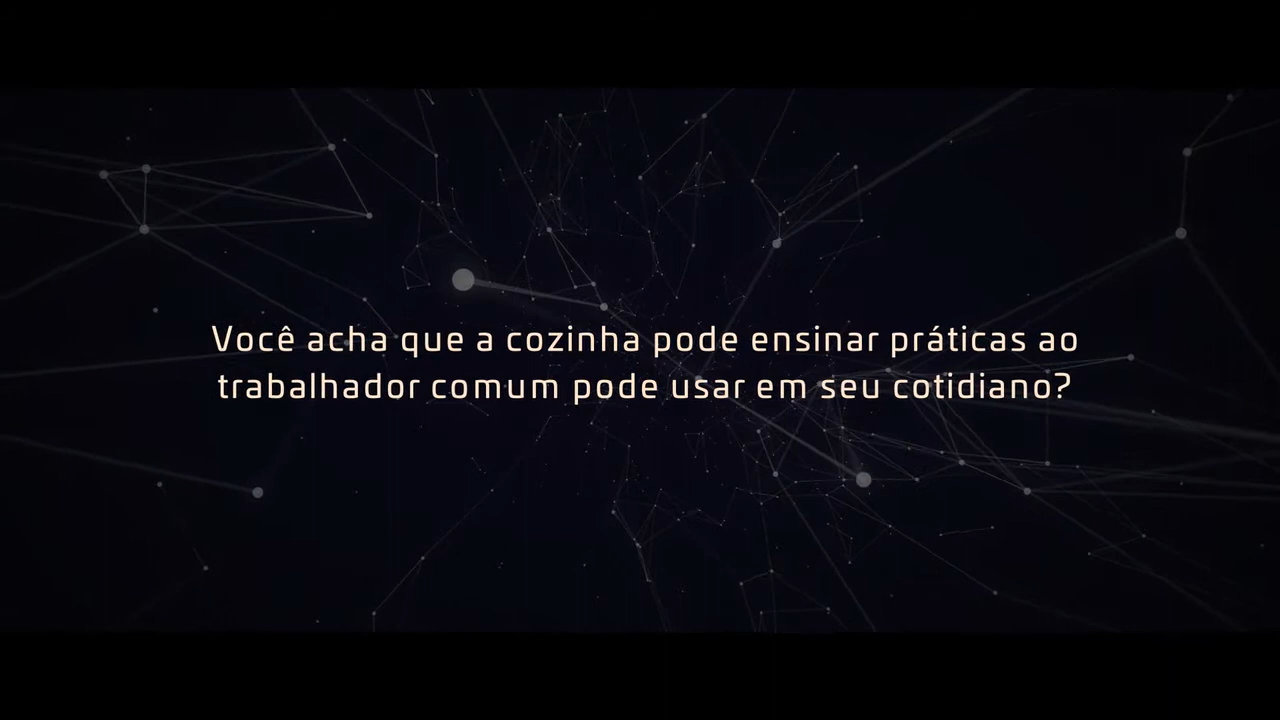 Você acha que a cozinha pode ensinar práticas ao
trabalhador comum pode usar em seu cotidiano?